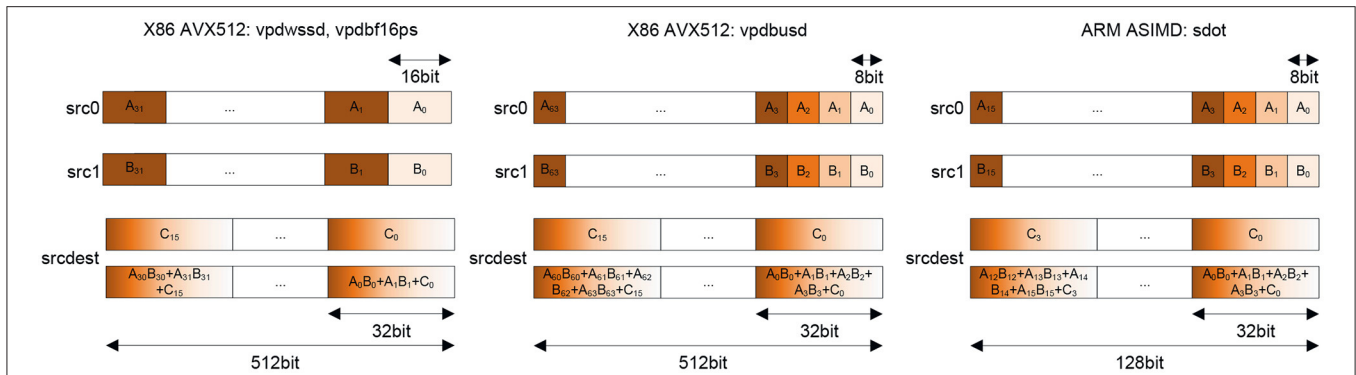 X86 AVX512: vpdwssd, vpdbf16ps
16bit
src0 A₃₁ ... A₁ A₀
src1 B₃₁ ... B₁ B₀
C₁₅ ... C₀
srcdest
A₃₀B₃₀+A₃₁B₃₁
+C₁₅
...
A₀B₀+A₁B₁+C₀
32bit
512bit
X86 AVX512: vpdbusd
8bit
src0 A₆₃ ... A₃ A₂ A₁ A₀
src1 B₆₃ ... B₃ B₂ B₁ B₀
C₁₅ ... C₀
srcdest
A₆₀B₆₀+A₆₁B₆₁+A₆₂
B₆₂+A₆₃B₆₃+C₁₅
...
A₀B₀+A₁B₁+A₂B₂+
A₃B₃+C₀
32bit
512bit
ARM ASIMD: sdot
8bit
src0 A₁₅ ... A₃ A₂ A₁ A₀
src1 B₁₅ ... B₃ B₂ B₁ B₀
C₃ ... C₀
srcdest
A₁₂B₁₂+A₁₃B₁₃+A₁₄
B₁₄+A₁₅B₁₅+C₃
...
A₀B₀+A₁B₁+A₂B₂+
A₃B₃+C₀
32bit
128bit